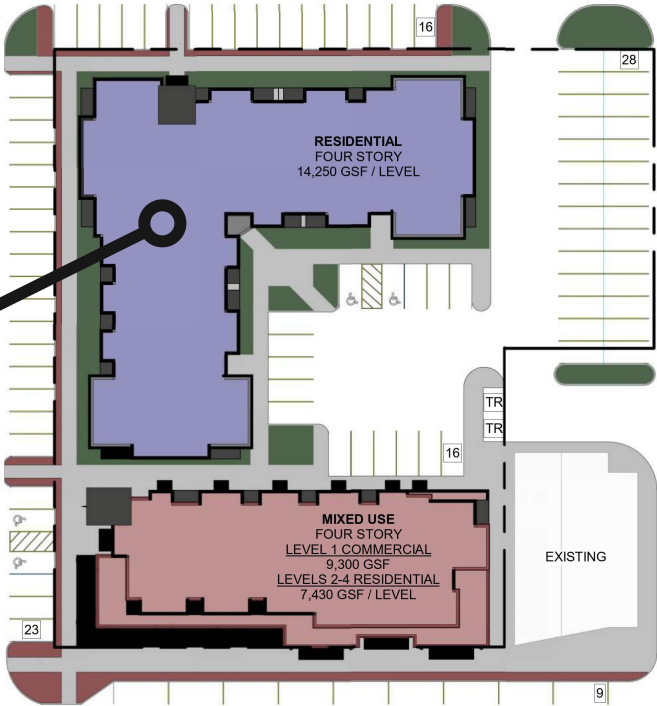 16
28
RESIDENTIAL
FOUR STORY
14,250 GSF / LEVEL
TR
TR
16
MIXED USE
FOUR STORY
LEVEL 1 COMMERCIAL
9,300 GSF
LEVELS 2-4 RESIDENTIAL
7,430 GSF / LEVEL
EXISTING
23
9